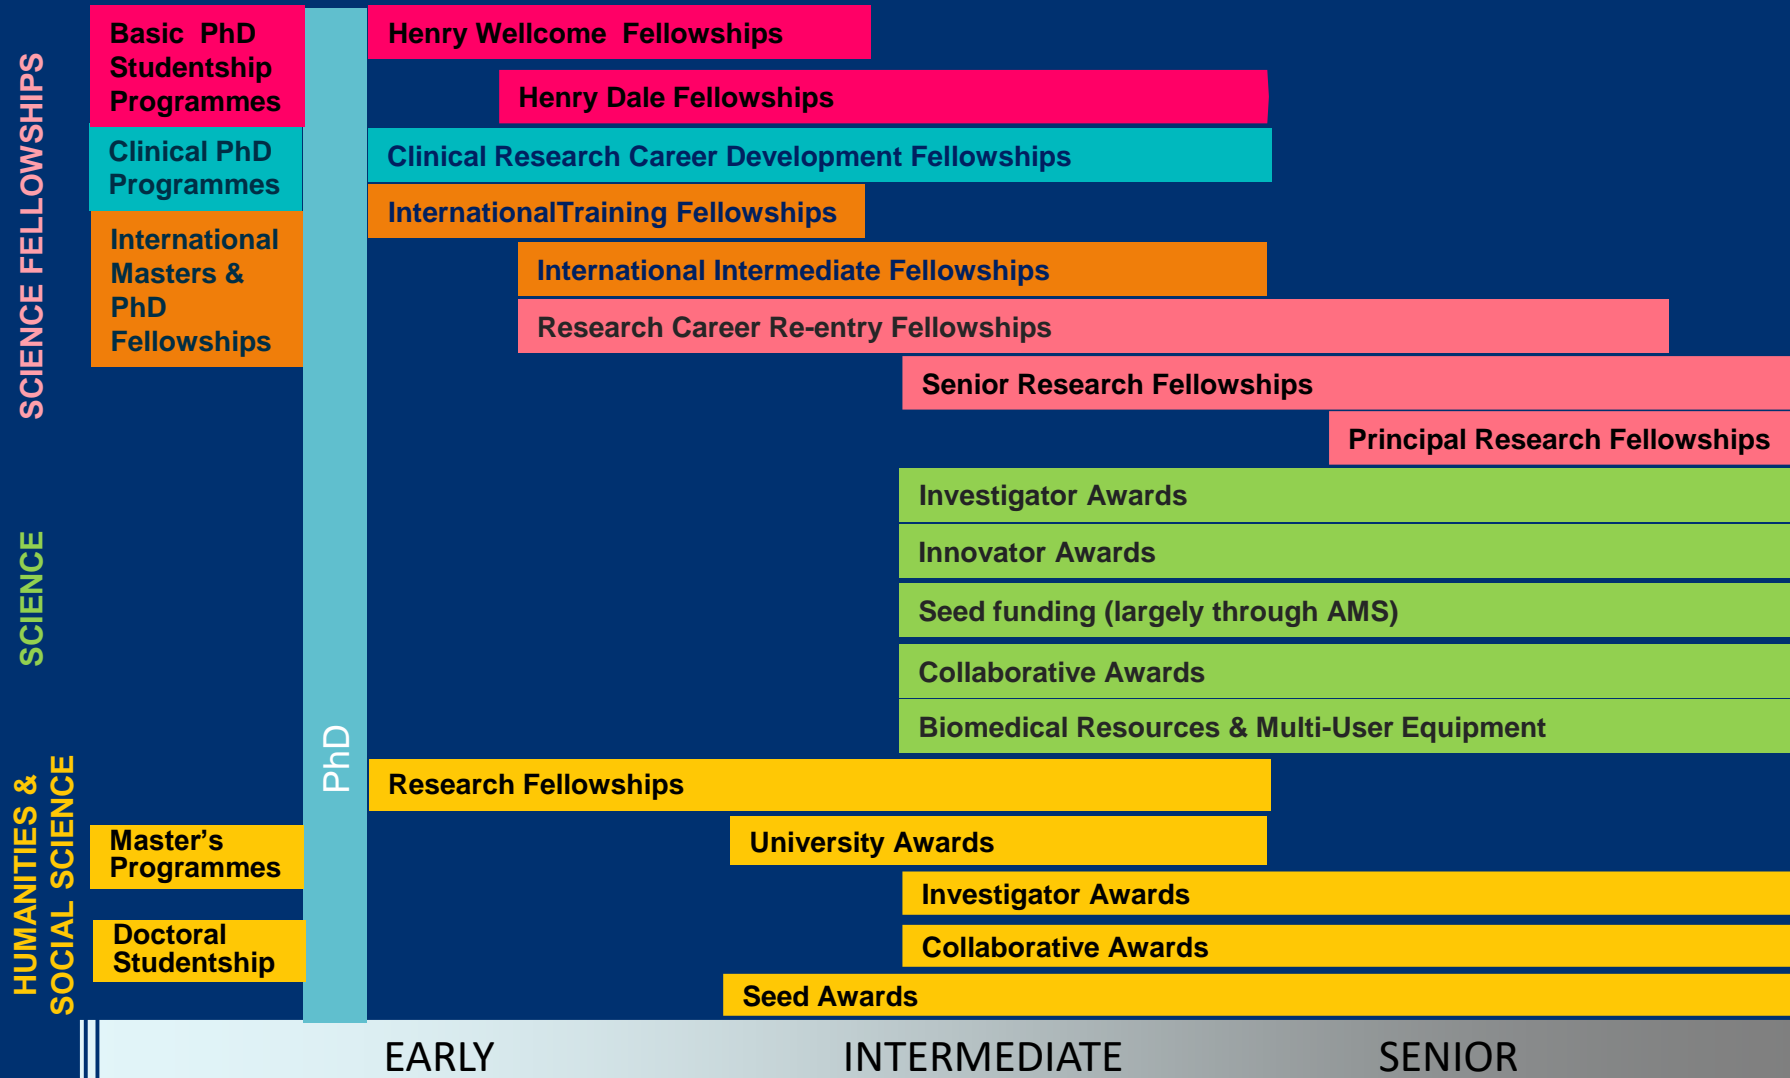 SCIENCE FELLOWSHIPS
Basic PhD
Studentship
Programmes
Clinical PhD
Programmes
International
Masters &
PhD
Fellowships
PhD
Henry Wellcome Fellowships
Henry Dale Fellowships
Clinical Research Career Development Fellowships
InternationalTraining Fellowships
International Intermediate Fellowships
Research Career Re-entry Fellowships
Senior Research Fellowships
Principal Research Fellowships
SCIENCE
Investigator Awards
Innovator Awards
Seed funding (largely through AMS)
Collaborative Awards
Biomedical Resources & Multi-User Equipment
HUMANITIES &
SOCIAL SCIENCE
Master's
Programmes
Doctoral
Studentship
Research Fellowships
University Awards
Investigator Awards
Collaborative Awards
Seed Awards
EARLY
INTERMEDIATE
SENIOR